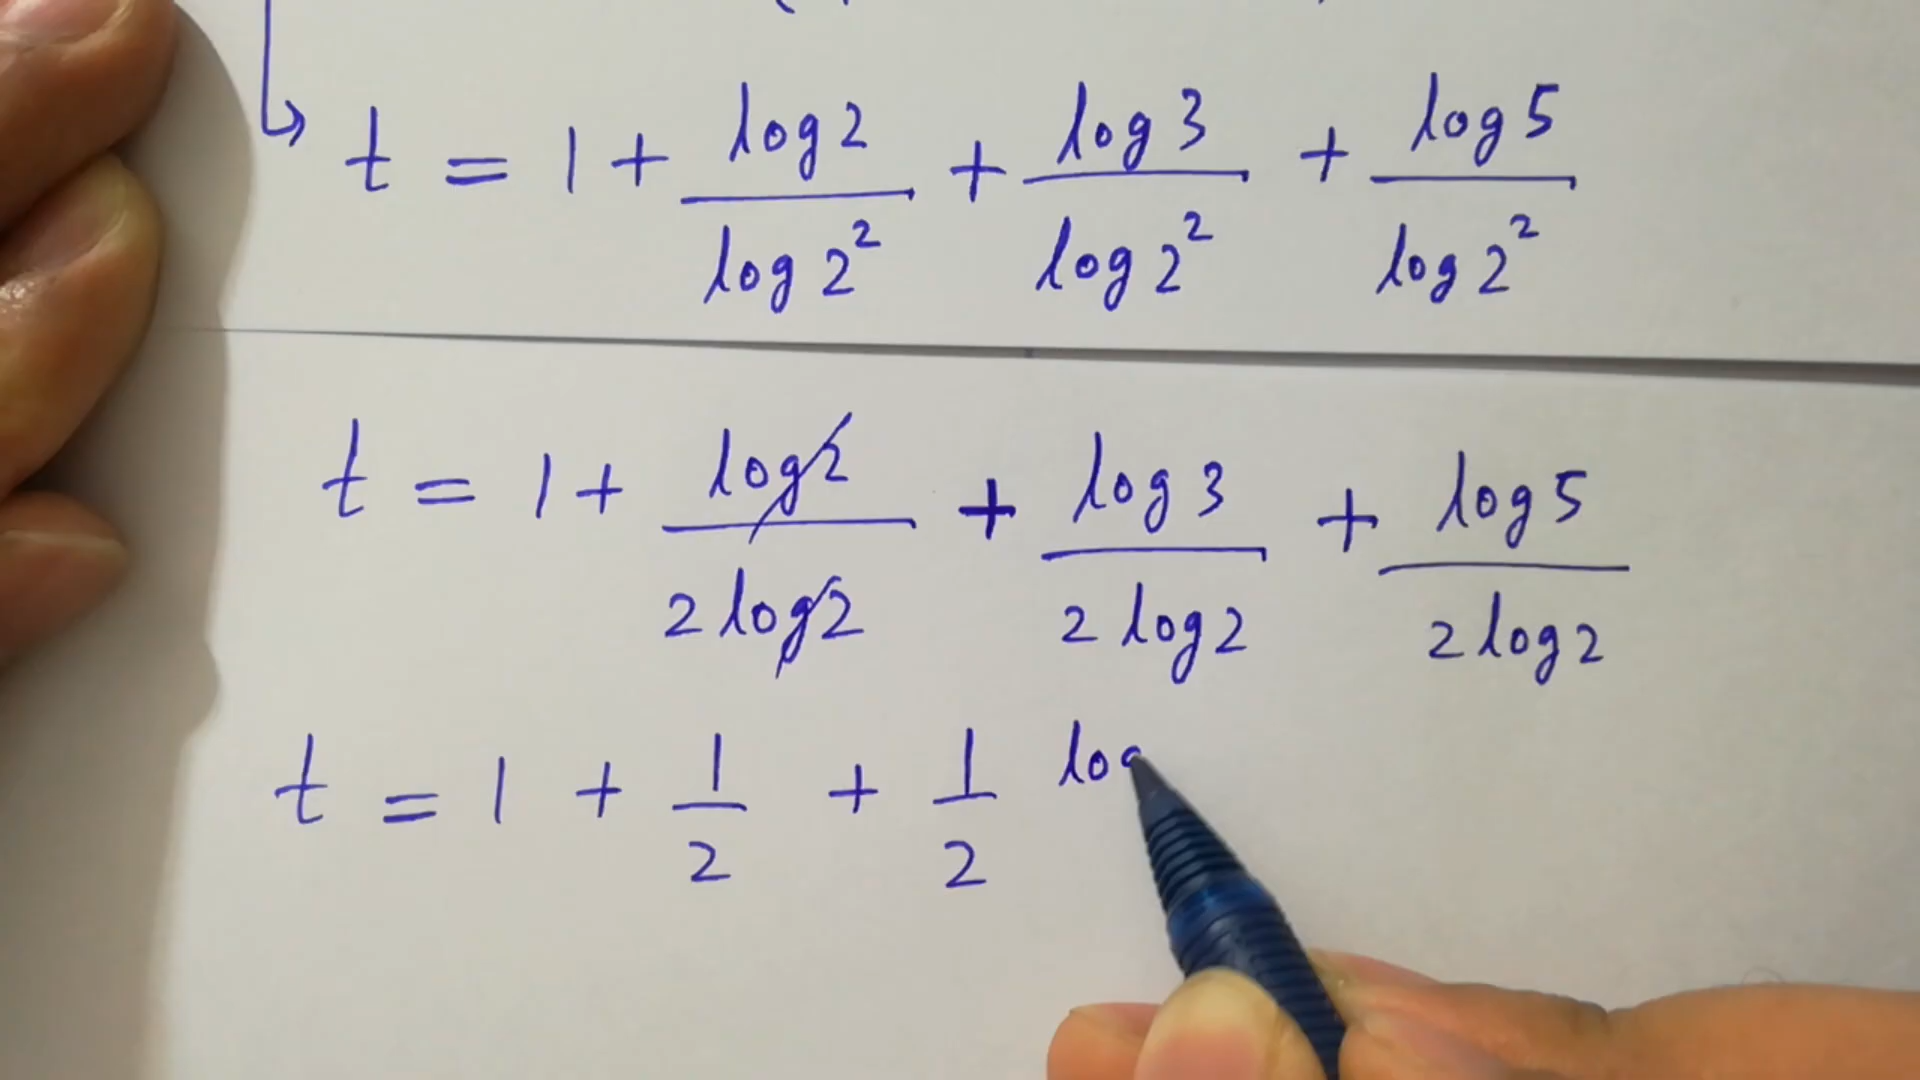 t = 1 + log 2 / log 2² + log 3 / log 2² + log 5 / log 2²
t = 1 + log 2 / 2 log 2 + log 3 / 2 log 2 + log 5 / 2 log 2
t = 1 + 1/2 + 1/2 log